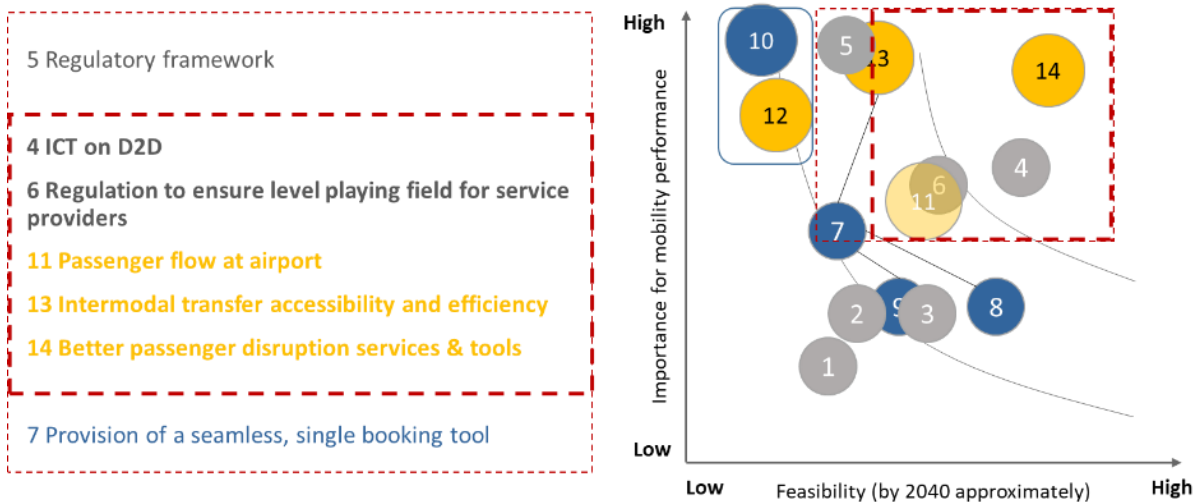 5 Regulatory framework
4 ICT on D2D
6 Regulation to ensure level playing field for service
providers
11 Passenger flow at airport
13 Intermodal transfer accessibility and efficiency
14 Better passenger disruption services & tools
7 Provision of a seamless, single booking tool
High
Importance for mobility performance
Low
10
5
13
14
12
4
6
11
7
2
9
3
8
1
Low
Feasibility (by 2040 approximately)
High